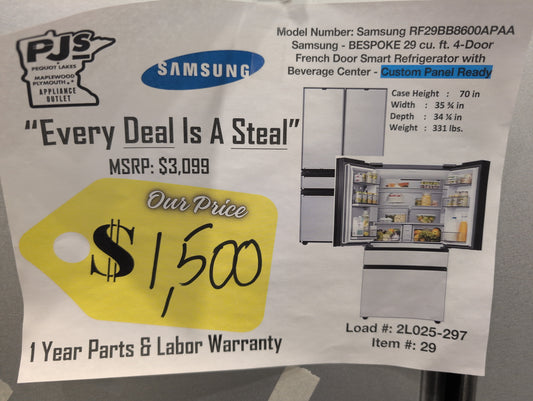 PJ's
PEQUOT LAKES
MAPLEWOOD
PLYMOUTH
APPLIANCE
OUTLET
SAMSUNG
Model Number: Samsung RF29BB8600APAA
Samsung - BESPOKE 29 cu. ft. 4-Door
French Door Smart Refrigerator with
Beverage Center - Custom Panel Ready
Case Height : 70 in
Width : 35 ¾ in
Depth : 34 ¼ in
Weight : 331 lbs.
"Every Deal Is A Steal"
MSRP: $3,099
Our Price
$1,500
1 Year Parts & Labor Warranty
Load #: 2L025-297
Item #: 29